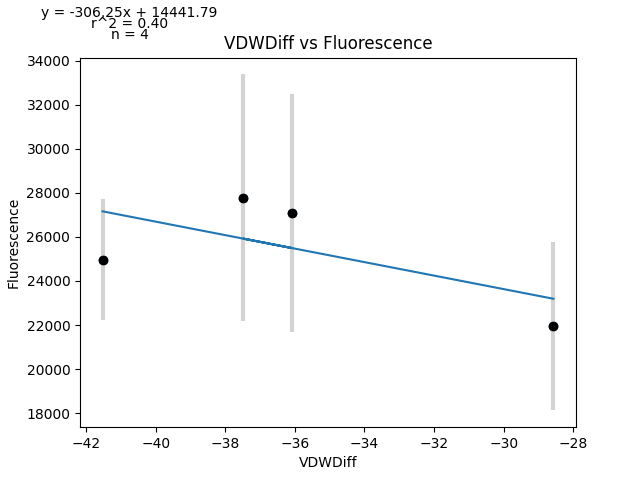 y = -306.25x + 14441.79
r^2 = 0.40
n = 4
VDWDiff vs Fluorescence
34000
32000
30000
28000
26000
24000
22000
20000
18000
Fluorescence
−42
−40
−38
−36
−34
−32
−30
−28
VDWDiff